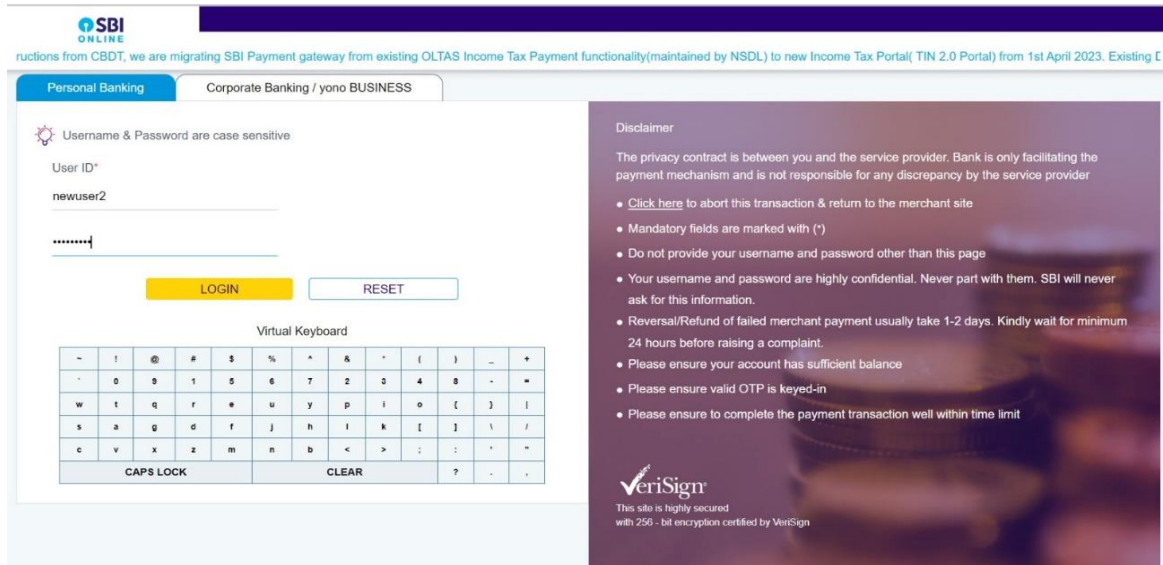 SBI
ONLINE
ructions from CBDT, we are migrating SBI Payment gateway from existing OLTAS Income Tax Payment functionality(maintained by NSDL) to new Income Tax Portal( TIN 2.0 Portal) from 1st April 2023. Existing
Personal Banking
Corporate Banking / yono BUSINESS
Username & Password are case sensitive
User ID*
newuser2
•••••••••
LOGIN RESET
Virtual Keyboard
~ ! @ # $ % ^ & * ( ) _ +
` 0 9 1 5 6 7 2 3 4 8 - =
w t q r e u y p i o { } |
s a g d f j h l k [ ] \ /
c v x z m n b < > ; : ' "
CAPS LOCK CLEAR ? . ,
Disclaimer
The privacy contract is between you and the service provider. Bank is only facilitating the
payment mechanism and is not responsible for any discrepancy by the service provider
• Click here to abort this transaction & return to the merchant site
• Mandatory fields are marked with (*)
• Do not provide your username and password other than this page
• Your username and password are highly confidential. Never part with them. SBI will never
ask for this information.
• Reversal/Refund of failed merchant payment usually take 1-2 days. Kindly wait for minimum
24 hours before raising a complaint.
• Please ensure your account has sufficient balance
• Please ensure valid OTP is keyed-in
• Please ensure to complete the payment transaction well within time limit
VeriSign
This site is highly secured
with 256 - bit encryption certified by VeriSign